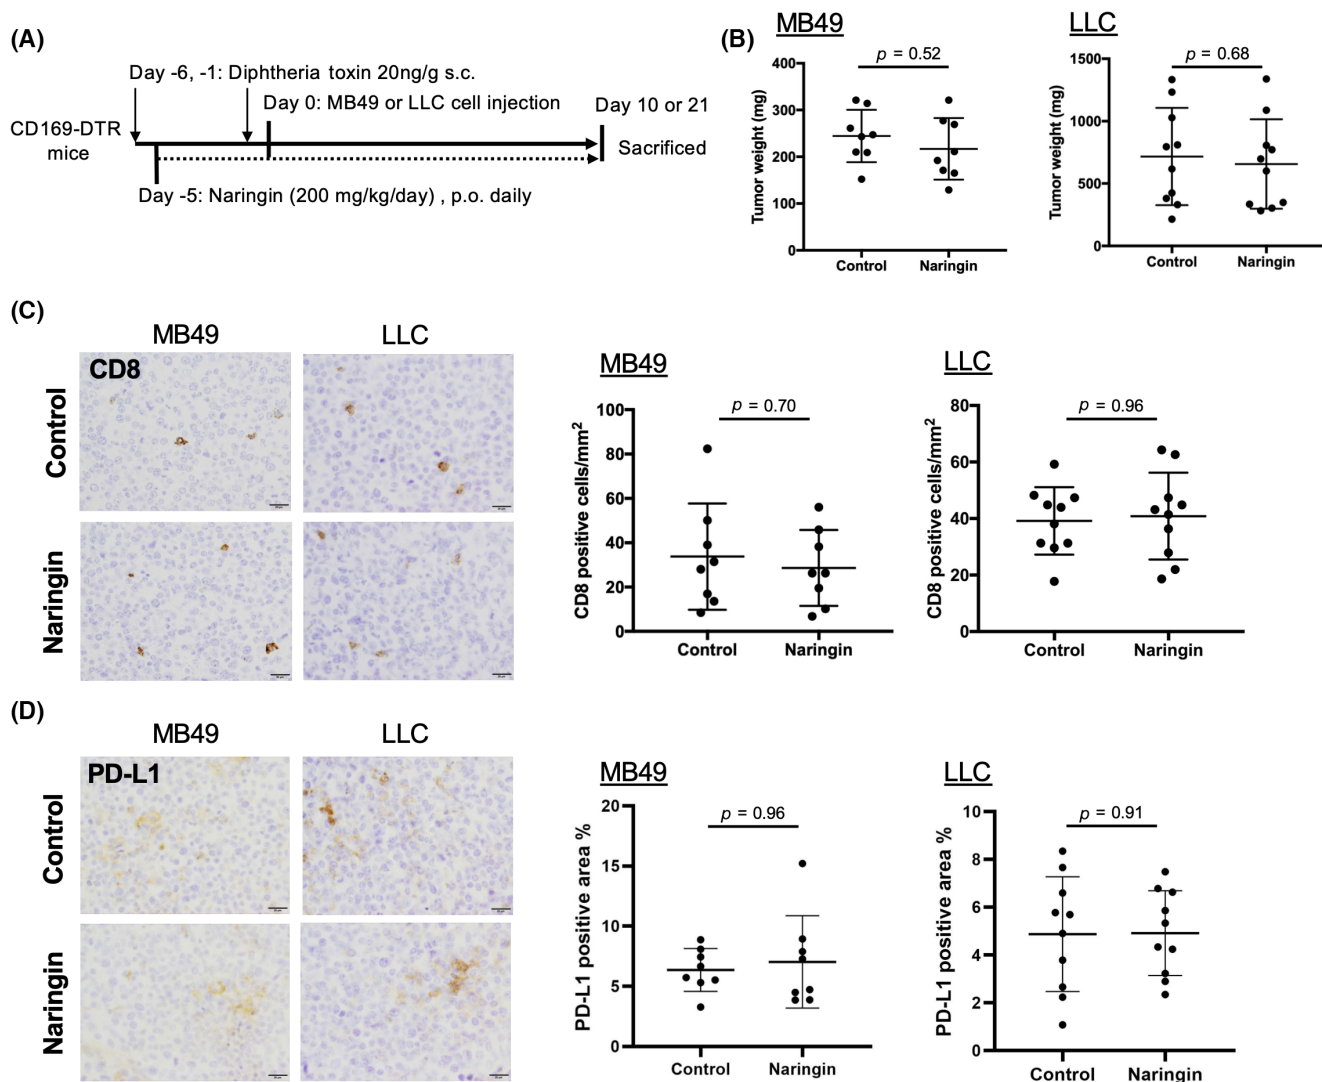 (A)
Day -6, -1: Diphtheria toxin 20ng/g s.c.
Day 0: MB49 or LLC cell injection
Day 10 or 21
CD169-DTR
mice
Sacrificed
Day -5: Naringin (200 mg/kg/day) , p.o. daily
(B)
MB49
p = 0.52
Tumor weight (mg)
400
300
200
100
0
Control
Naringin
LLC
p = 0.68
Tumor weight (mg)
1500
1000
500
0
Control
Naringin
(C)
MB49
LLC
CD8
Control
Naringin
MB49
p = 0.70
CD8 positive cells/mm²
100
80
60
40
20
0
Control
Naringin
LLC
p = 0.96
CD8 positive cells/mm²
80
60
40
20
0
Control
Naringin
(D)
MB49
LLC
PD-L1
Control
Naringin
MB49
p = 0.96
PD-L1 positive area %
20
15
10
5
0
Control
Naringin
LLC
p = 0.91
PD-L1 positive area %
10
8
6
4
2
0
Control
Naringin